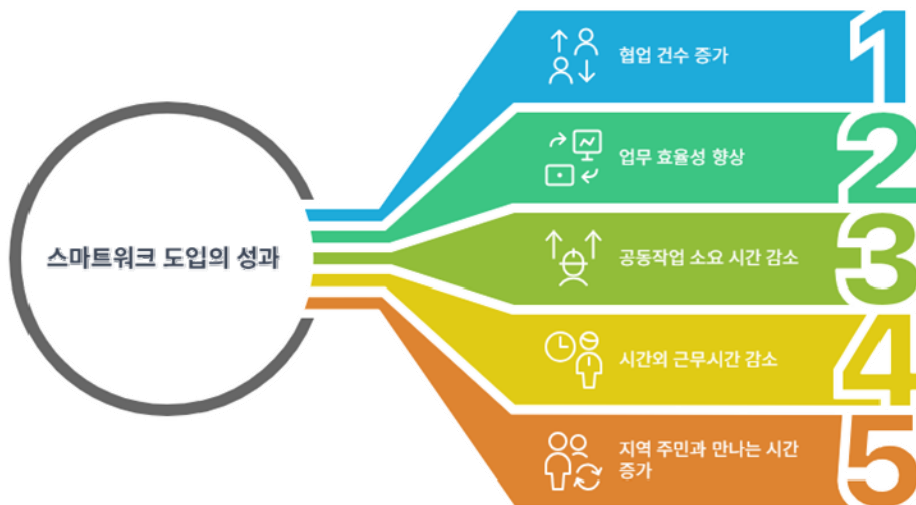 스마트워크 도입의 성과
협업 건수 증가
1
업무 효율성 향상
2
공동작업 소요 시간 감소
3
시간외 근무시간 감소
4
지역 주민과 만나는 시간
증가
5